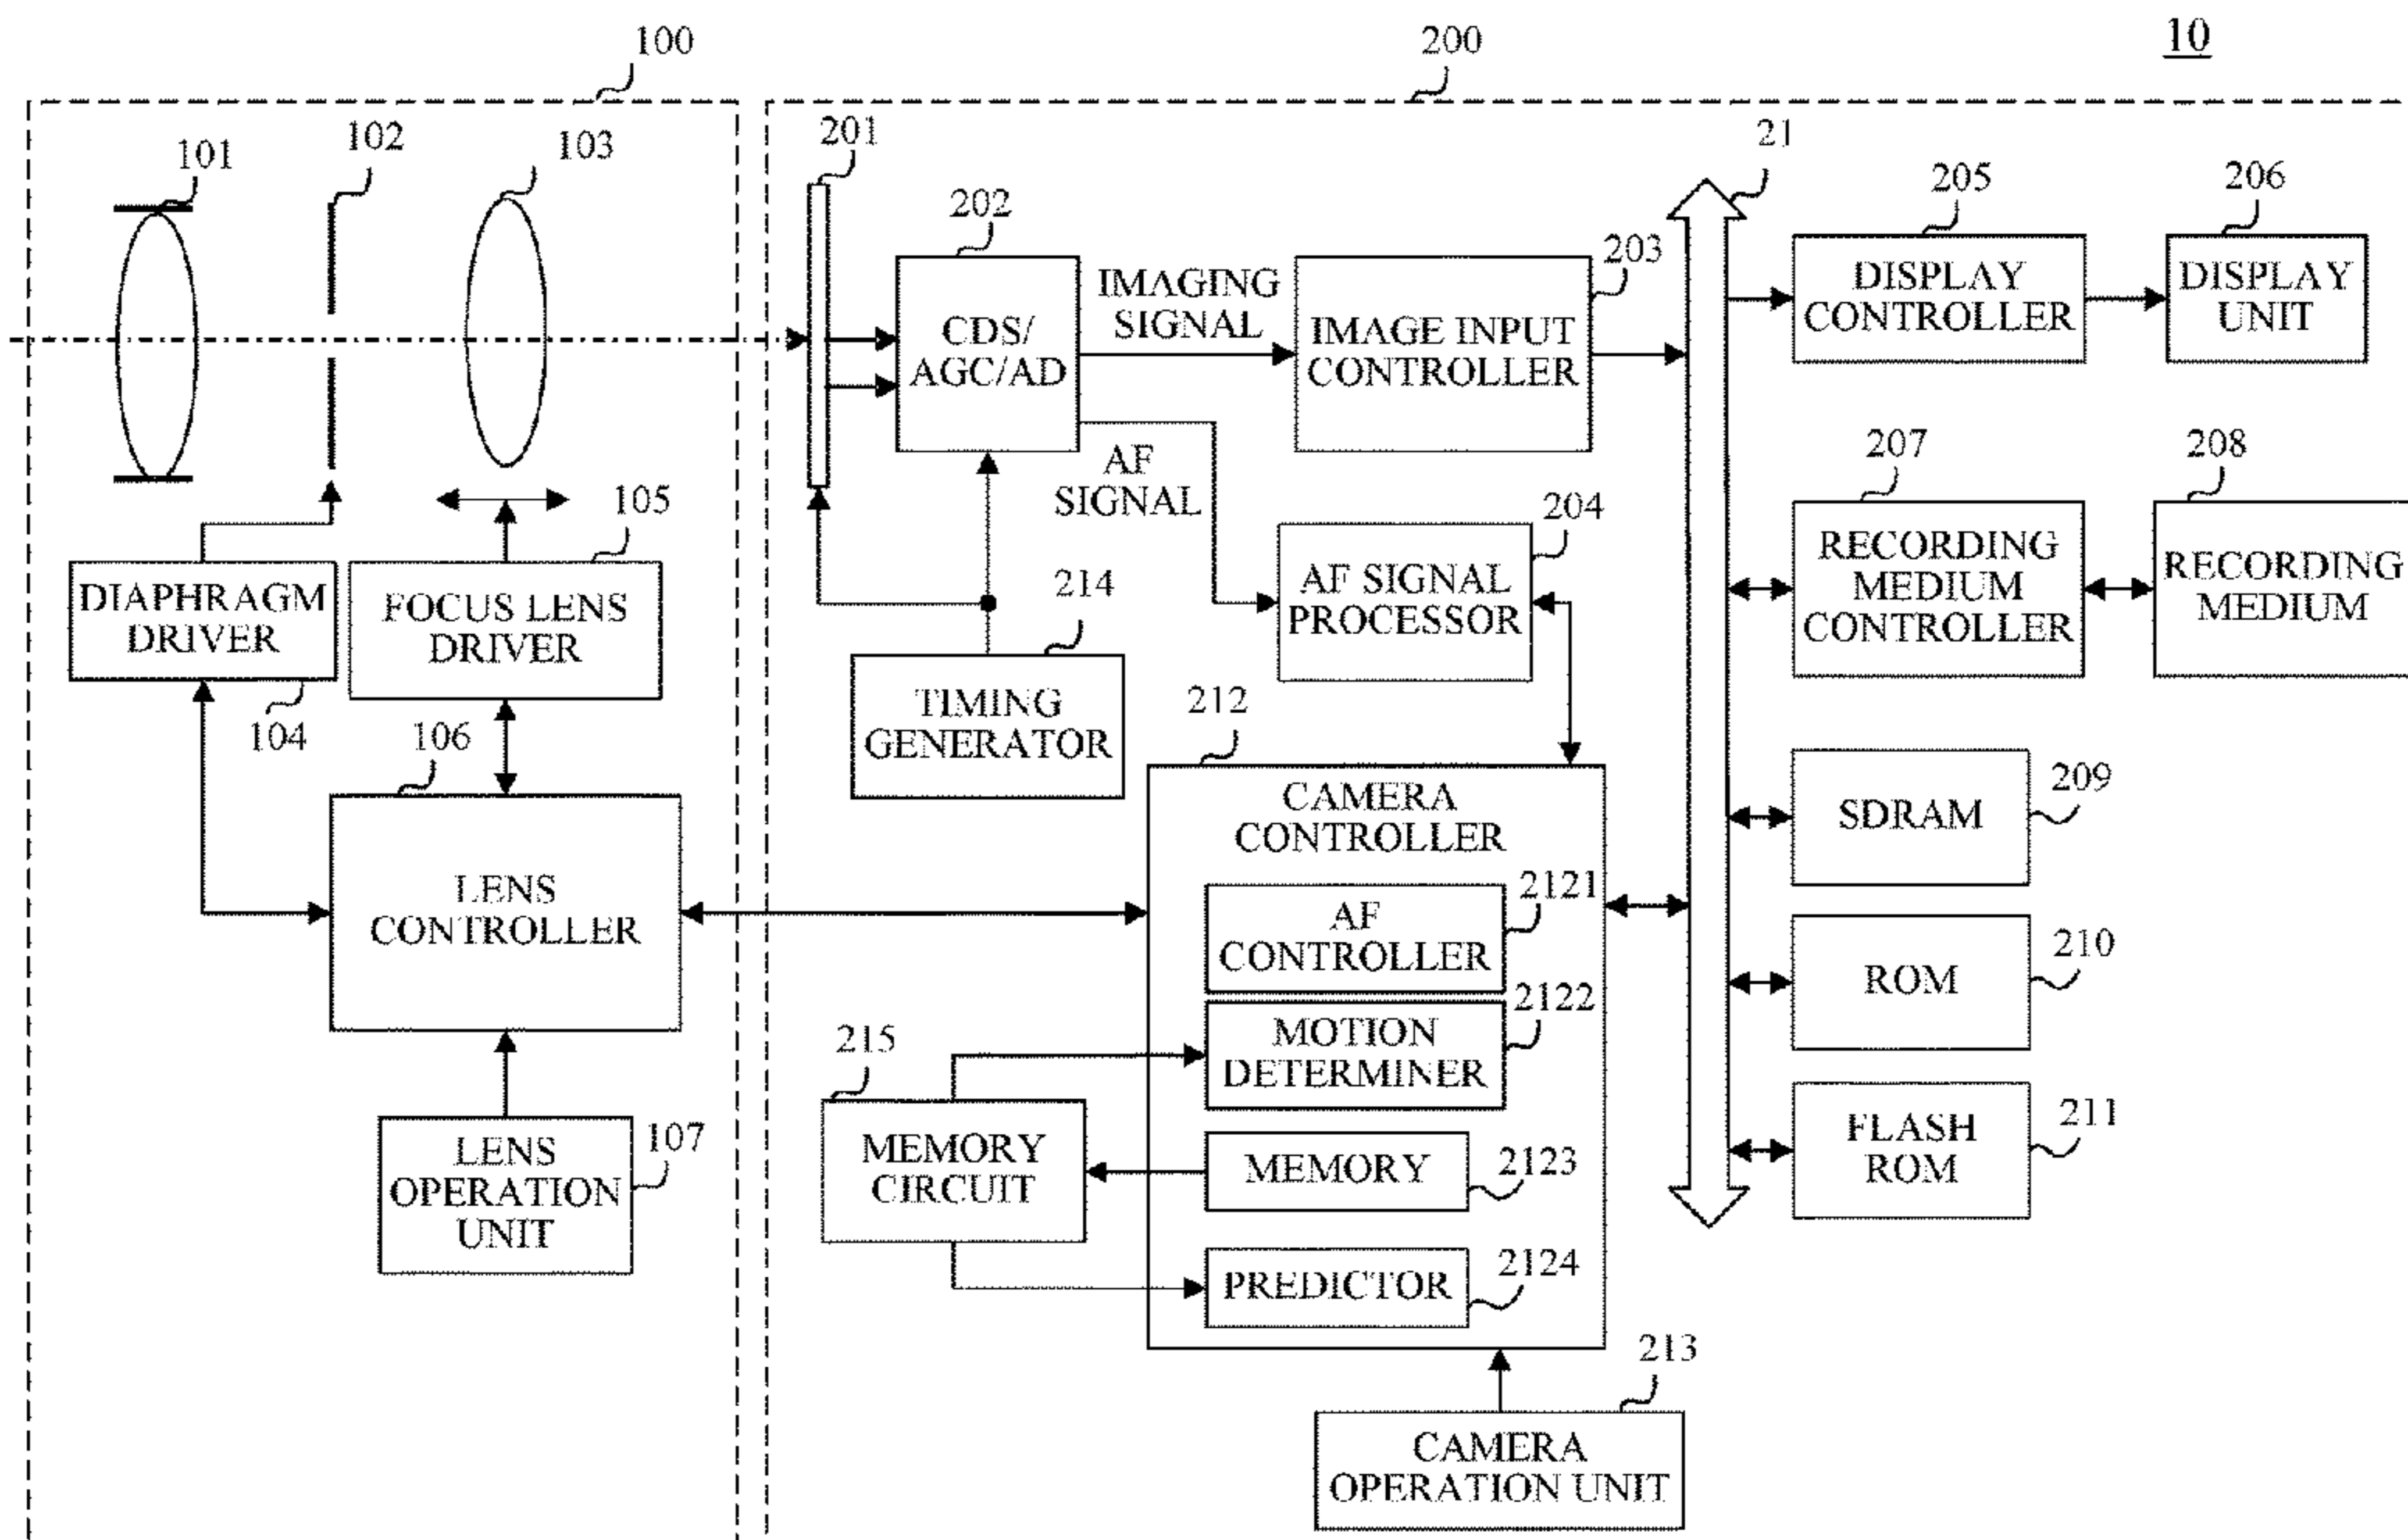 10
100
200
101
102
103
201
202
21
205
206
203
CDS/
AGC/AD
IMAGING
SIGNAL
IMAGE INPUT
CONTROLLER
DISPLAY
CONTROLLER
DISPLAY
UNIT
AF
SIGNAL
105
204
207
208
DIAPHRAGM
DRIVER
104
FOCUS LENS
DRIVER
214
TIMING
GENERATOR
AF SIGNAL
PROCESSOR
RECORDING
MEDIUM
CONTROLLER
RECORDING
MEDIUM
106
LENS
CONTROLLER
212
CAMERA
CONTROLLER
SDRAM
209
AF
CONTROLLER
2121
ROM
210
MOTION
DETERMINER
2122
215
MEMORY
CIRCUIT
MEMORY
2123
FLASH
ROM
211
LENS
OPERATION
UNIT
107
PREDICTOR
2124
213
CAMERA
OPERATION UNIT